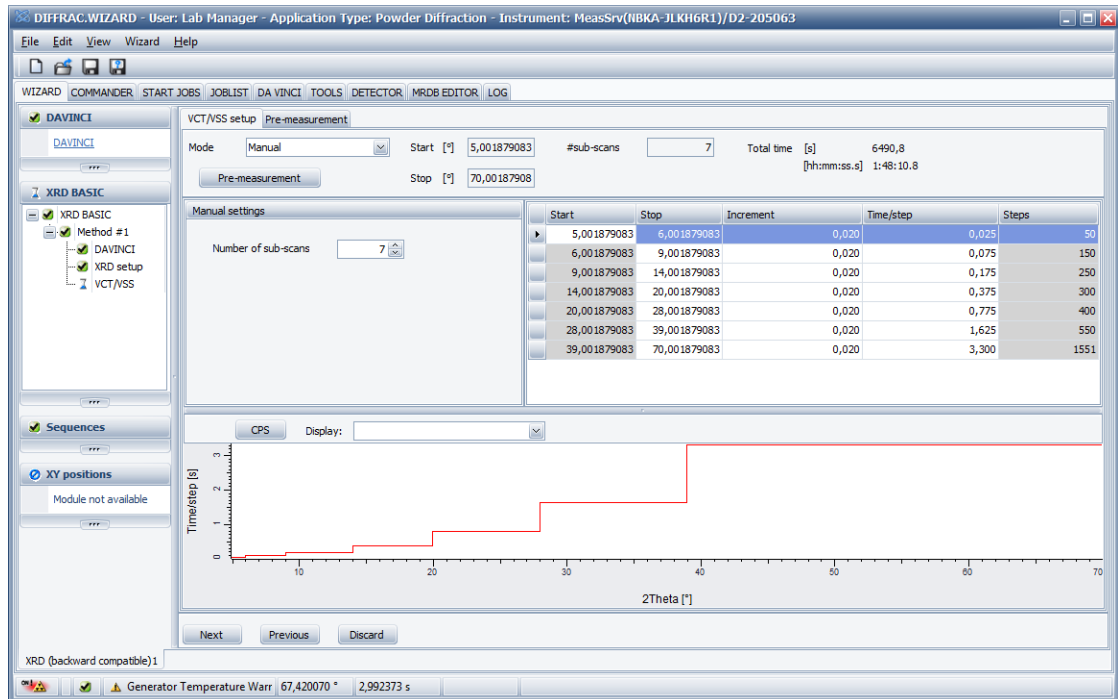 DIFFRAC.WIZARD - User: Lab Manager - Application Type: Powder Diffraction - Instrument: MeasSrv(NBKA-JLKH6R1)/D2-205063
File Edit View Wizard Help
WIZARD COMMANDER START JOBS JOBLIST DA VINCI TOOLS DETECTOR MRDB EDITOR LOG
DAVINCI
DAVINCI
XRD BASIC
XRD BASIC
Method #1
DAVINCI
XRD setup
VCT/VSS
Sequences
XY positions
Module not available
VCT/VSS setup Pre-measurement
Mode Manual Start [°] 5,001879083 #sub-scans 7 Total time [s] 6490,8
[hh:mm:ss.s] 1:48:10.8
Pre-measurement Stop [°] 70,00187908
Manual settings
Number of sub-scans 7
Start Stop Increment Time/step Steps
5,001879083 6,001879083 0,020 0,025 50
6,001879083 9,001879083 0,020 0,075 150
9,001879083 14,001879083 0,020 0,175 250
14,001879083 20,001879083 0,020 0,375 300
20,001879083 28,001879083 0,020 0,775 400
28,001879083 39,001879083 0,020 1,625 550
39,001879083 70,001879083 0,020 3,300 1551
CPS Display:
Time/step [s]
3
2
1
0
10 20 30 40 50 60 70
2Theta [°]
Next Previous Discard
XRD (backward compatible)1
ON! Generator Temperature Warr 67,420070 ° 2,992373 s